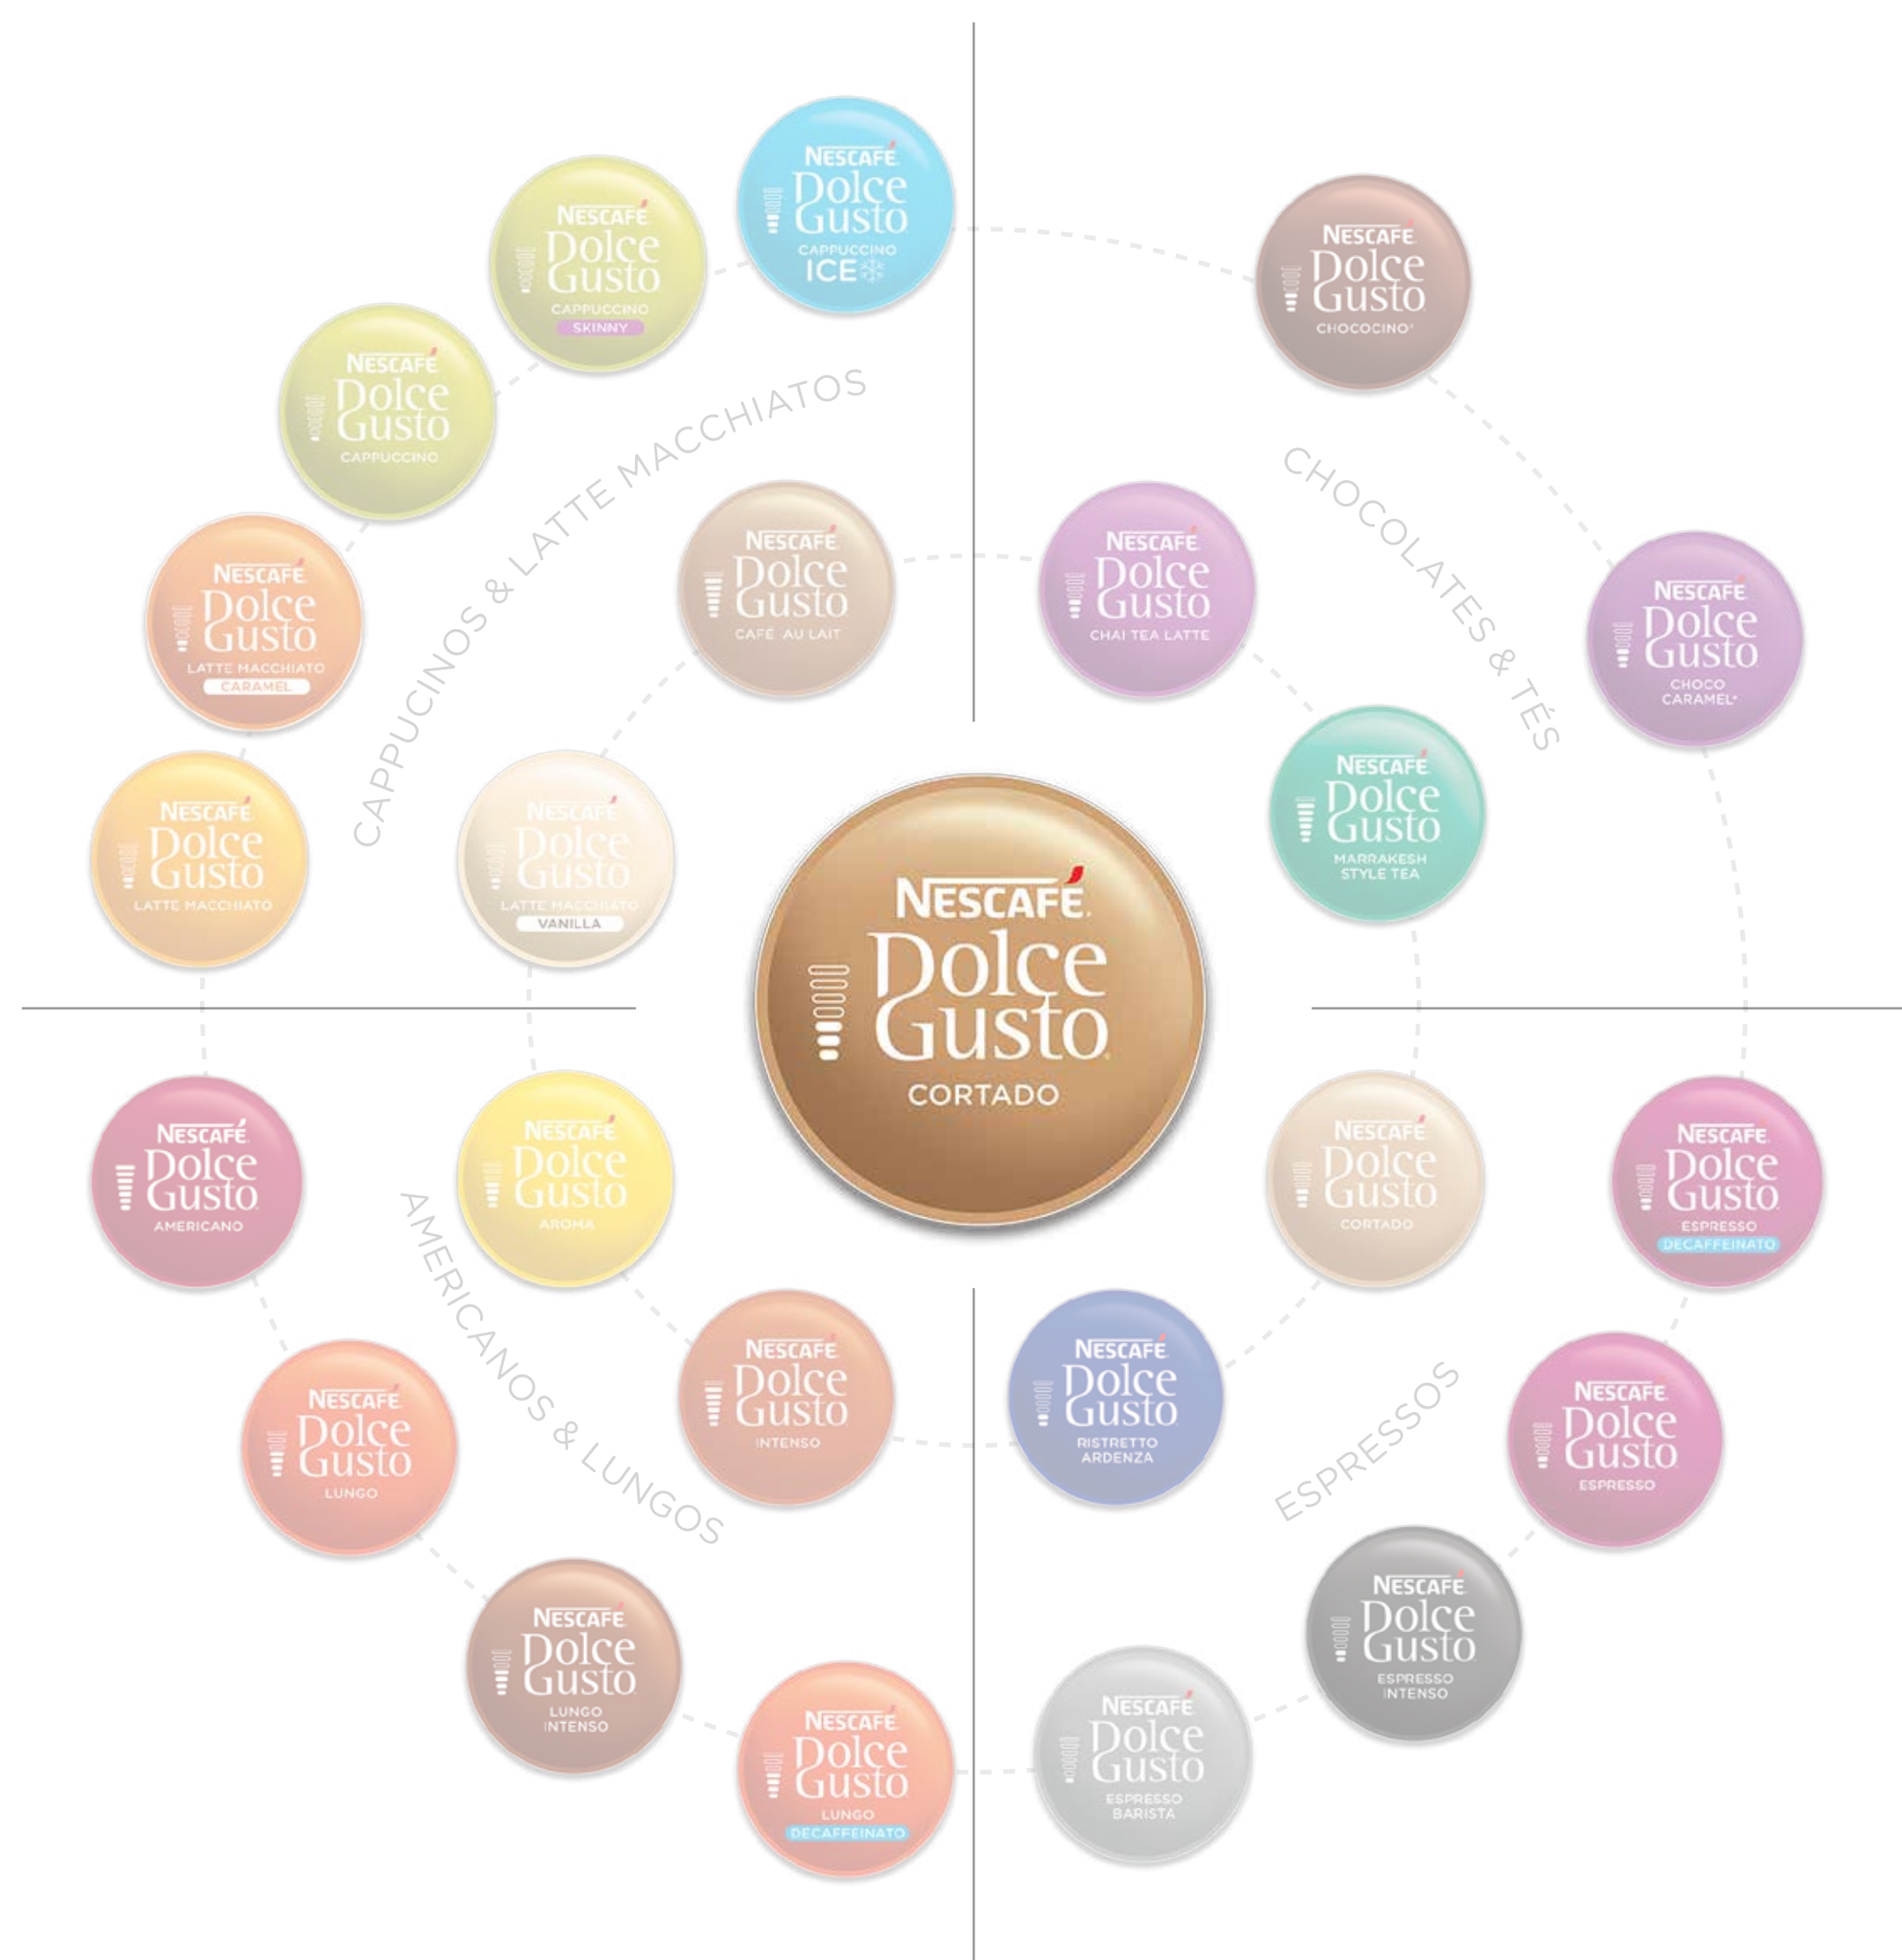 NESCAFÉ
Dolce
Gusto
CAPPUCCINO
ICE
NESCAFÉ
Dolce
Gusto
CAPPUCCINO
SKINNY
NESCAFÉ
Dolce
Gusto
CAPPUCCINO
NESCAFÉ
Dolce
Gusto
LATTE MACCHIATO
CARAMEL
NESCAFÉ
Dolce
Gusto
LATTE MACCHIATO
CAPPUCINOS & LATTE MACCHIATOS
NESCAFÉ
Dolce
Gusto
CAFÉ AU LAIT
NESCAFÉ
Dolce
Gusto
LATTE MACCHIATO
VANILLA
NESCAFÉ
Dolce
Gusto
CHOCOCINO*
NESCAFÉ
Dolce
Gusto
CHOCO
CARAMEL*
CHOCOLATES & TÉS
NESCAFÉ
Dolce
Gusto
CHAI TEA LATTE
NESCAFÉ
Dolce
Gusto
MARRAKESH
STYLE TEA
NESCAFÉ.
Dolce
Gusto
CORTADO
NESCAFÉ
Dolce
Gusto
AMERICANO
NESCAFÉ
Dolce
Gusto
AROMA
AMERICANOS & LUNGOS
NESCAFÉ
Dolce
Gusto
INTENSO
NESCAFÉ
Dolce
Gusto
LUNGO
NESCAFÉ
Dolce
Gusto
LUNGO
INTENSO
NESCAFÉ
Dolce
Gusto
LUNGO
DECAFFEINATO
NESCAFÉ
Dolce
Gusto
CORTADO
NESCAFÉ
Dolce
Gusto
ESPRESSO
DECAFFEINATO
NESCAFÉ
Dolce
Gusto
RISTRETTO
ARDENZA
ESPRESSOS
NESCAFÉ
Dolce
Gusto
ESPRESSO
NESCAFÉ
Dolce
Gusto
ESPRESSO
INTENSO
NESCAFÉ
Dolce
Gusto
ESPRESSO
BARISTA